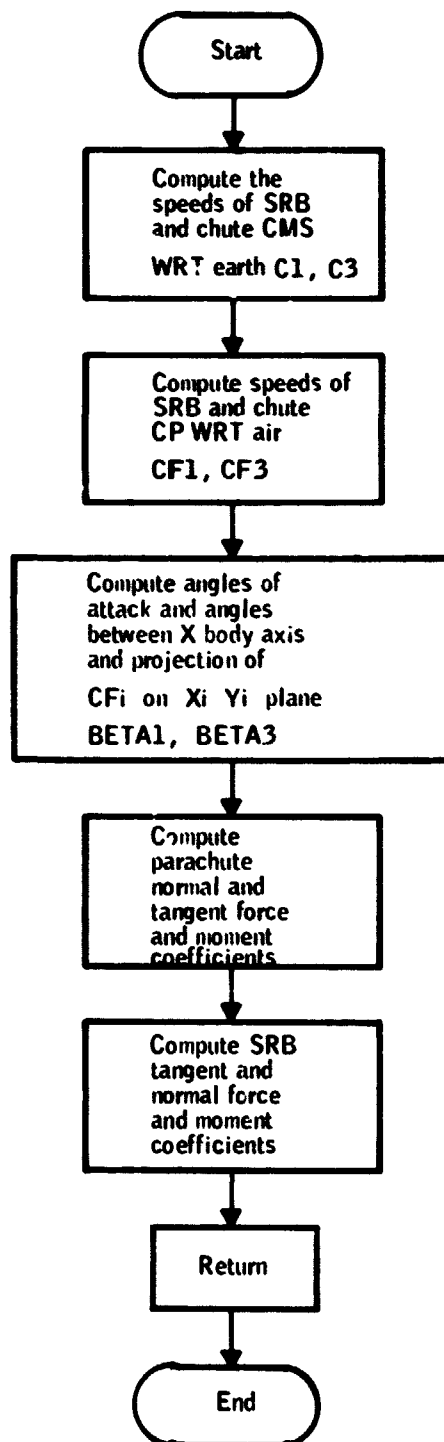 Start
Compute the
speeds of SRB
and chute CMS
WRT earth C1, C3
Compute speeds of
SRB and chute
CP WRT air
CF1, CF3
Compute angles of
attack and angles
between X body axis
and projection of
CFi on Xi Yi plane
BETA1, BETA3
Compute
parachute
normal and
tangent force
and moment
coefficients
Compute SRB
tangent and
normal force
and moment
coefficients
Return
End